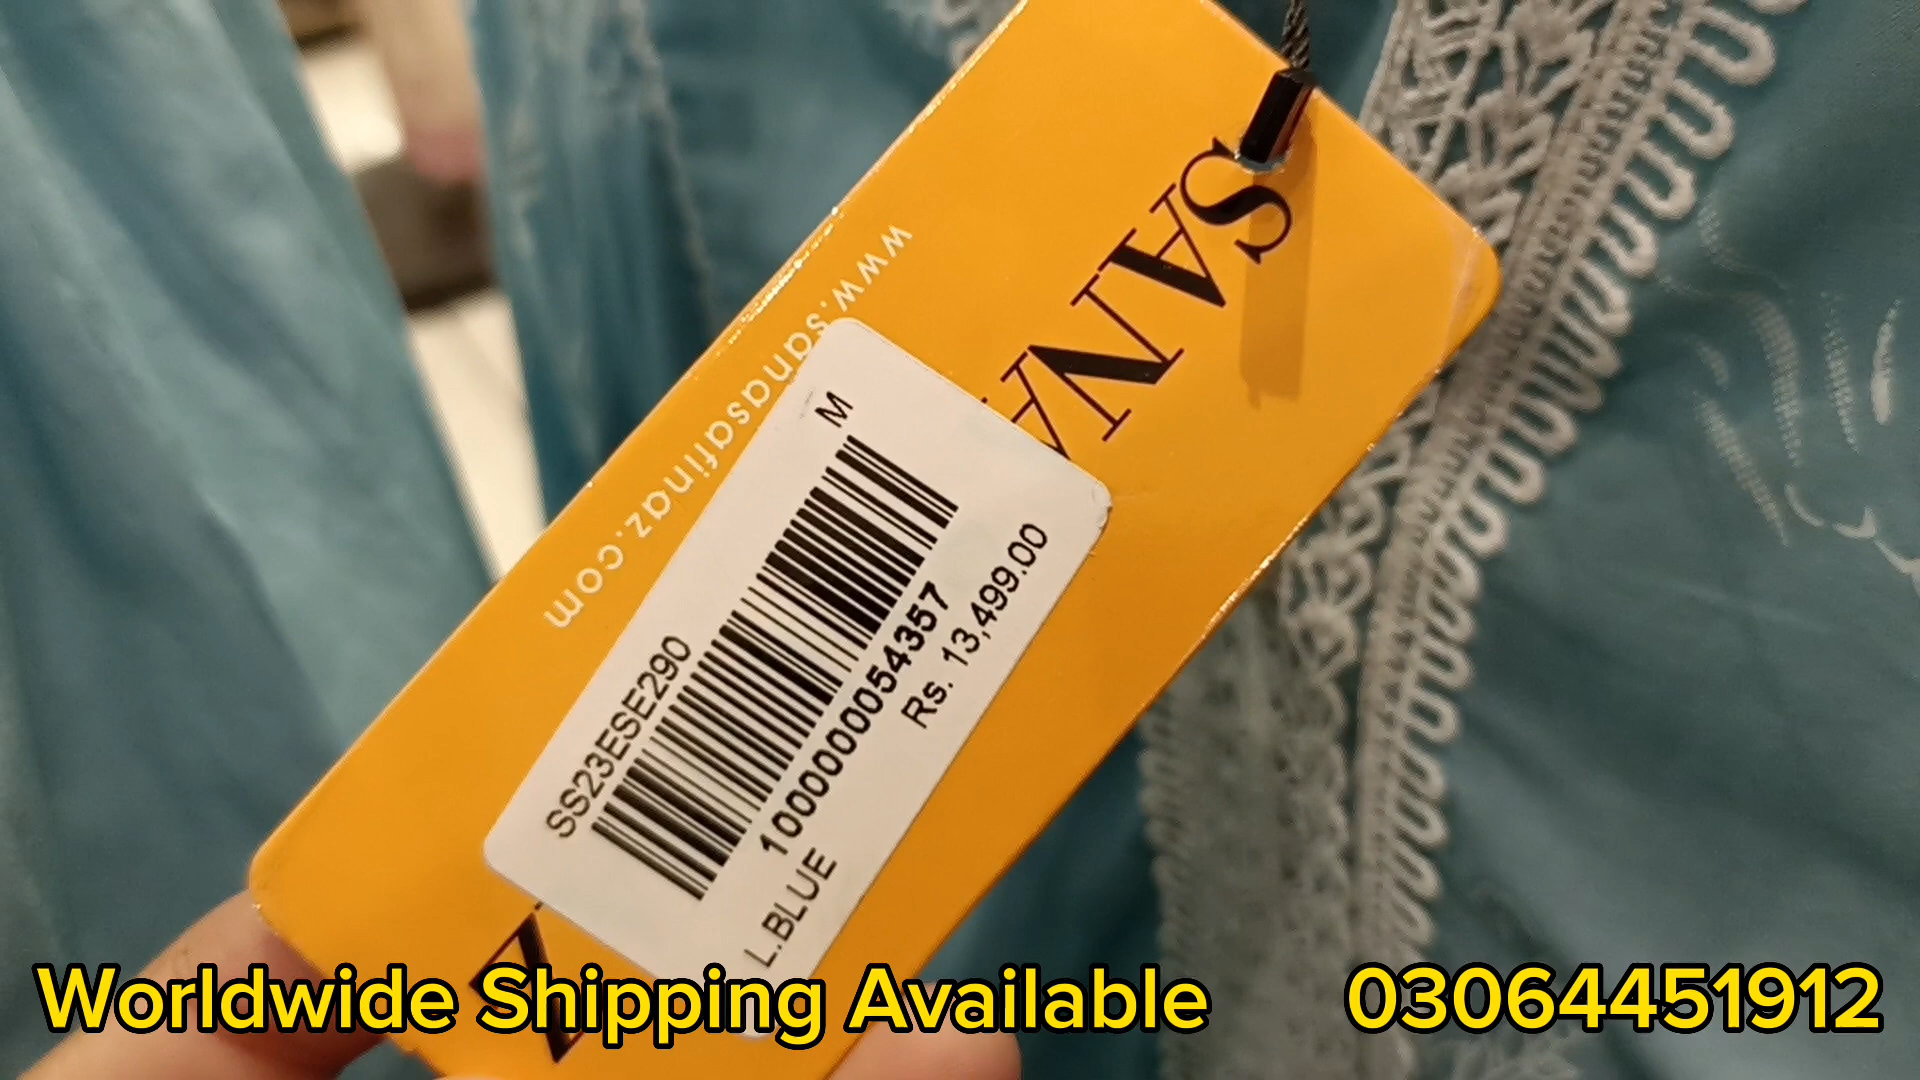 SANA
www.sanasafinaz.com
M
SS23ESE290
1000000054357
Rs. 13,499.00
L.BLUE
Z
Worldwide Shipping Available
03064451912